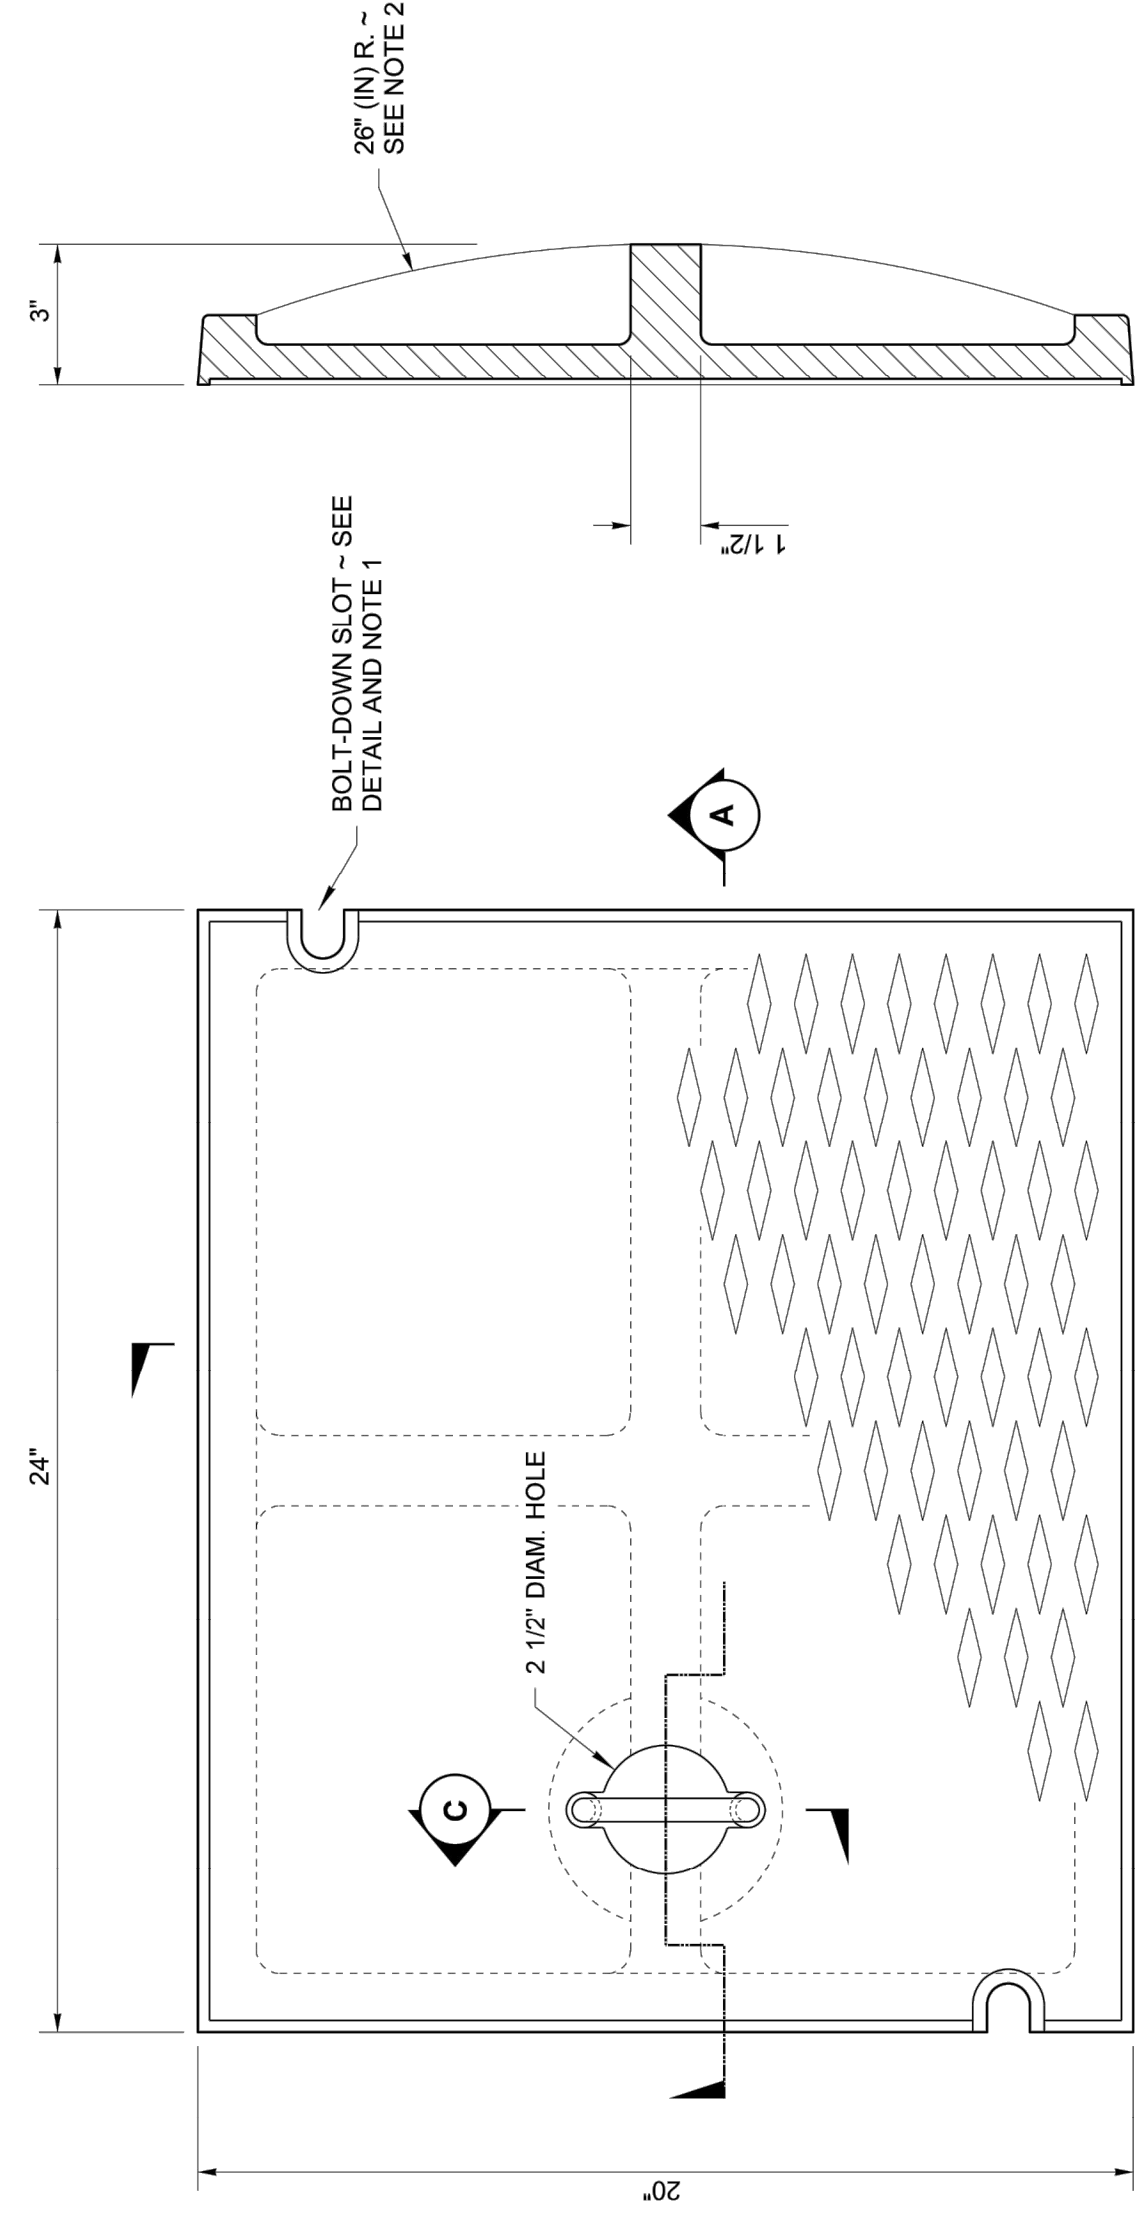 24"
3"
26" (IN) R. ~
SEE NOTE 2
BOLT-DOWN SLOT ~ SEE
DETAIL AND NOTE 1
2 1/2" DIAM. HOLE
C
A
1 1/2"
20"